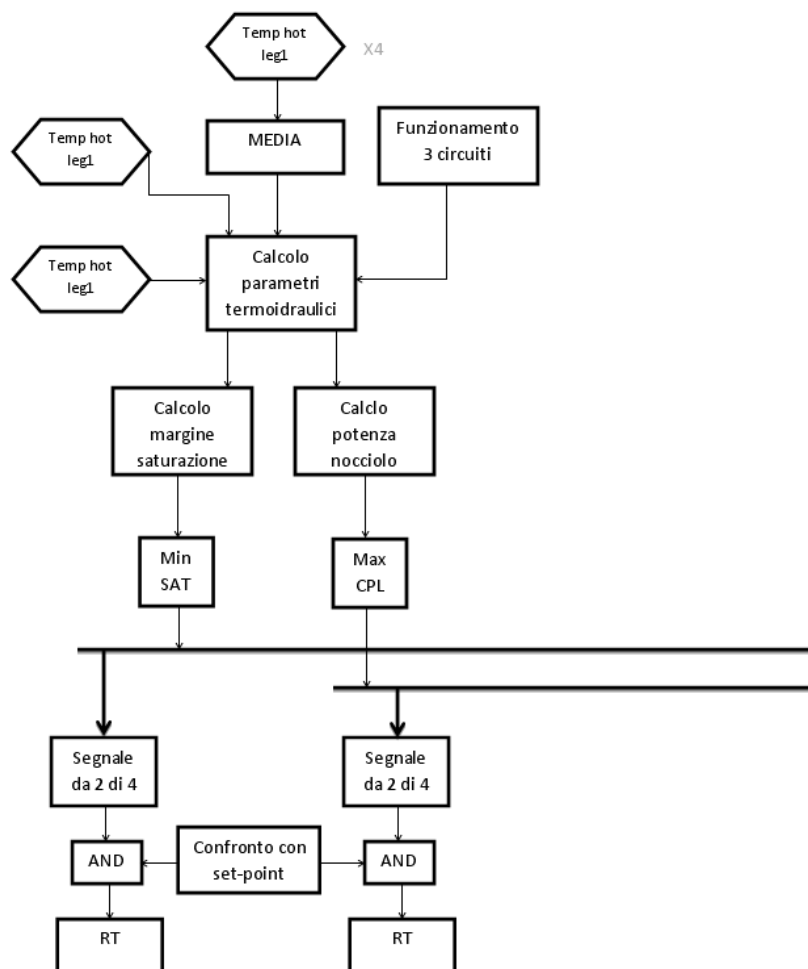 Temp hot
leg1
X4
MEDIA
Funzionamento
3 circuiti
Temp hot
leg1
Temp hot
leg1
Calcolo
parametri
termoidraulici
Calcolo
margine
saturazione
Calclo
potenza
nocciolo
Min
SAT
Max
CPL
Segnale
da 2 di 4
Segnale
da 2 di 4
AND
Confronto con
set-point
AND
RT
RT